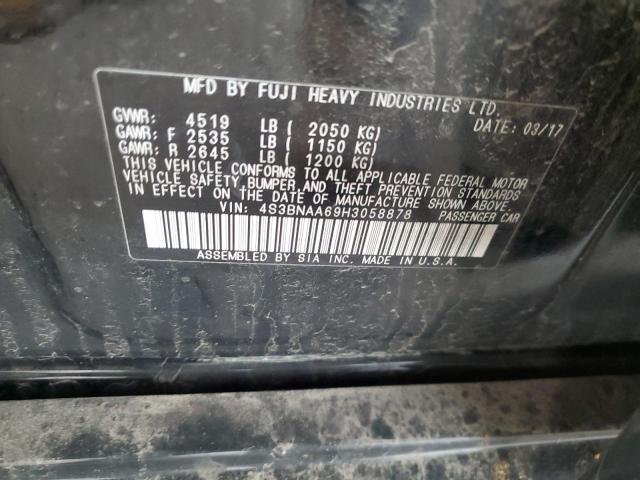 MFD BY FUJI HEAVY INDUSTRIES LTD.
DATE: 03/17
GVWR: 4519 LB ( 2050 KG)
GAWR: F 2535 LB ( 1150 KG)
GAWR: R 2645 LB ( 1200 KG)
THIS VEHICLE CONFORMS TO ALL APPLICABLE FEDERAL MOTOR
VEHICLE SAFETY, BUMPER, AND THEFT PREVENTION STANDARDS
IN EFFECT ON THE DATE OF MANUFACTURE SHOWN ABOVE.
VIN: 4S3BNAA69H3058878 PASSENGER CAR
ASSEMBLED BY SIA INC. MADE IN U.S.A.